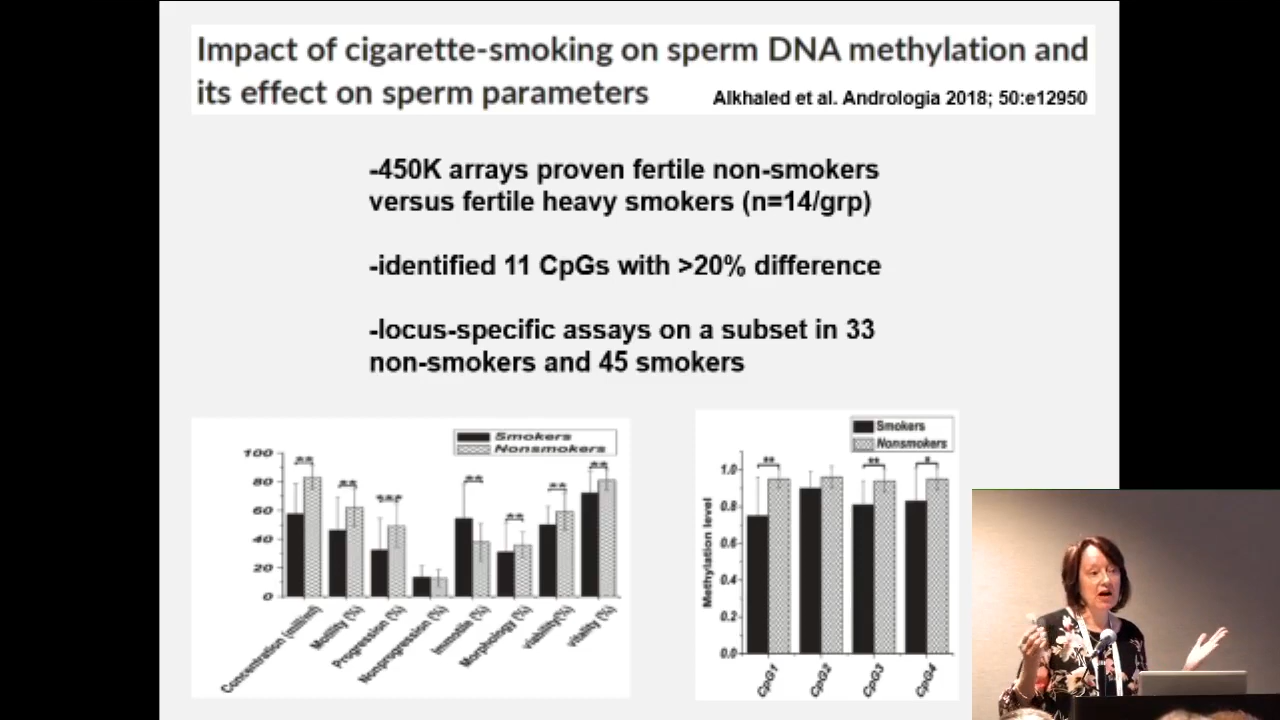 Impact of cigarette-smoking on sperm DNA methylation and
its effect on sperm parameters
Alkhaled et al. Andrologia 2018; 50:e12950
-450K arrays proven fertile non-smokers
versus fertile heavy smokers (n=14/grp)
-identified 11 CpGs with >20% difference
-locus-specific assays on a subset in 33
non-smokers and 45 smokers
Smokers
Nonsmokers
100
80
60
40
20
0
** ** *** ** ** ** **
Concentration (million)
Motility (%)
Progression (%)
Nonprogression (%)
Immotile (%)
Morphology (%)
viability(%)
vitality (%)
Smokers
Nonsmokers
Methylation level
1.0
0.8
0.6
0.4
0.2
0.0
** **
CpG1
CpG2
CpG3
CpG4